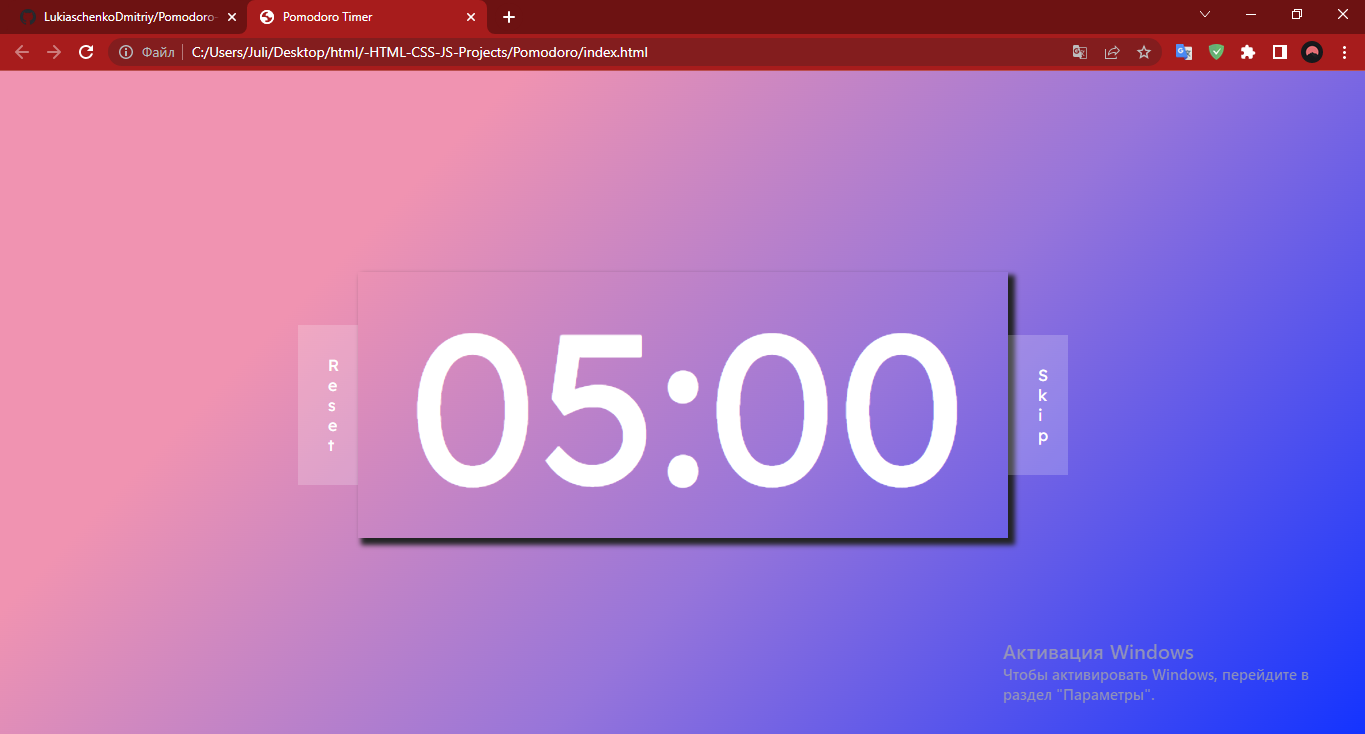 LukiaschenkoDmitriy/Pomodoro-
Pomodoro Timer
Файл
C:/Users/Juli/Desktop/html/-HTML-CSS-JS-Projects/Pomodoro/index.html
Reset
05:00
Skip
Активация Windows
Чтобы активировать Windows, перейдите в
раздел "Параметры".